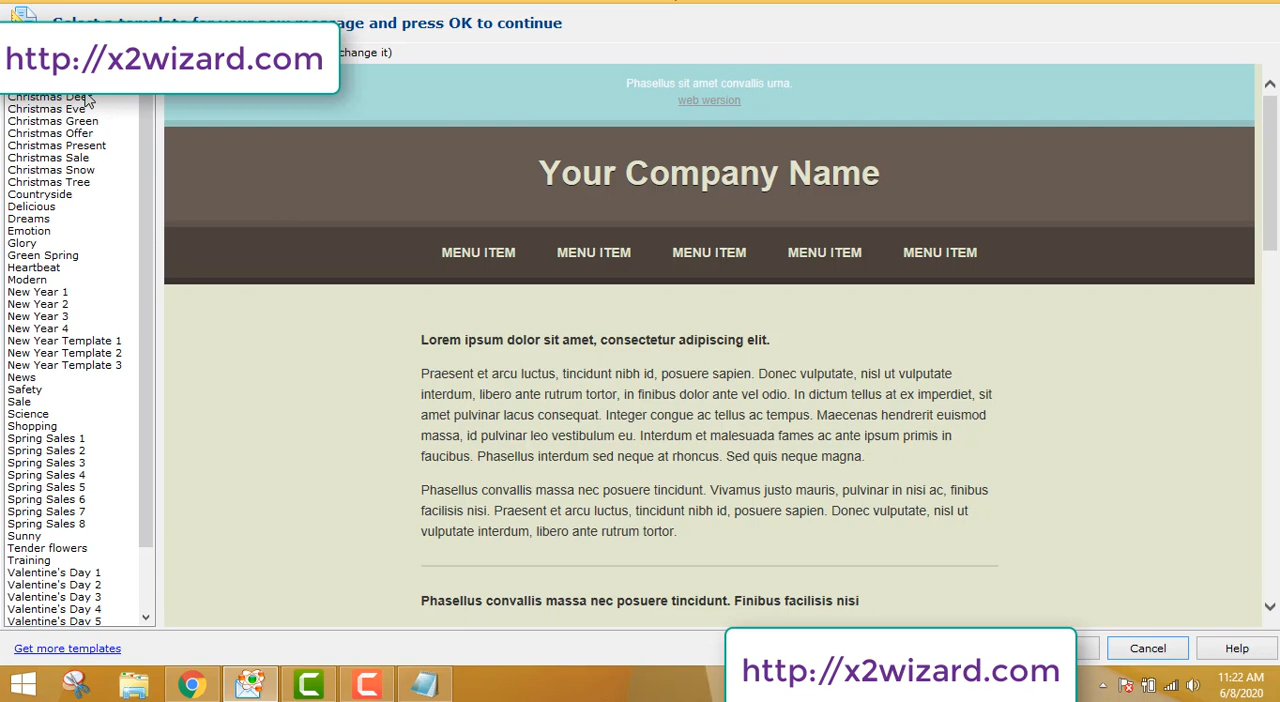 Select a template for your new message and press OK to continue
http://x2wizard.com
change it)
Christmas Deer
Christmas Eve
Christmas Green
Christmas Offer
Christmas Present
Christmas Sale
Christmas Snow
Christmas Tree
Countryside
Delicious
Dreams
Emotion
Glory
Green Spring
Heartbeat
Modern
New Year 1
New Year 2
New Year 3
New Year 4
New Year Template 1
New Year Template 2
New Year Template 3
News
Safety
Sale
Science
Shopping
Spring Sales 1
Spring Sales 2
Spring Sales 3
Spring Sales 4
Spring Sales 5
Spring Sales 6
Spring Sales 7
Spring Sales 8
Sunny
Tender flowers
Training
Valentine's Day 1
Valentine's Day 2
Valentine's Day 3
Valentine's Day 4
Valentine's Day 5
Phasellus sit amet convallis urna.
web wersion
Your Company Name
MENU ITEM MENU ITEM MENU ITEM MENU ITEM MENU ITEM
Lorem ipsum dolor sit amet, consectetur adipiscing elit.
Praesent et arcu luctus, tincidunt nibh id, posuere sapien. Donec vulputate, nisl ut vulputate
interdum, libero ante rutrum tortor, in finibus dolor ante vel odio. In dictum tellus at ex imperdiet, sit
amet pulvinar lacus consequat. Integer congue ac tellus ac tempus. Maecenas hendrerit euismod
massa, id pulvinar leo vestibulum eu. Interdum et malesuada fames ac ante ipsum primis in
faucibus. Phasellus interdum sed neque at rhoncus. Sed quis neque magna.
Phasellus convallis massa nec posuere tincidunt. Vivamus justo mauris, pulvinar in nisi ac, finibus
facilisis nisi. Praesent et arcu luctus, tincidunt nibh id, posuere sapien. Donec vulputate, nisl ut
vulputate interdum, libero ante rutrum tortor.
Phasellus convallis massa nec posuere tincidunt. Finibus facilisis nisi
Get more templates
Cancel
Help
http://x2wizard.com
11:22 AM
6/8/2020